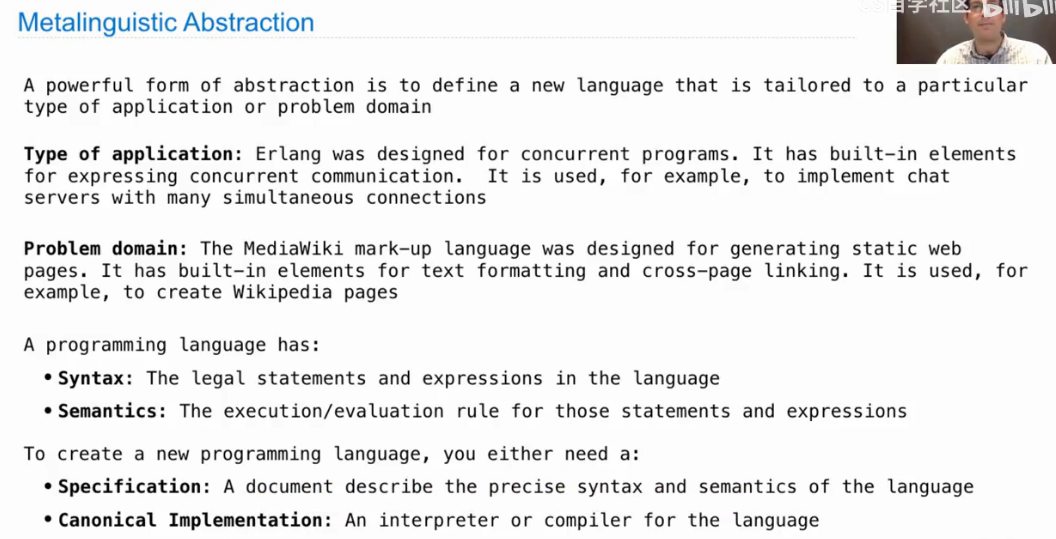 Metalinguistic Abstraction
自学社区 bilibili
A powerful form of abstraction is to define a new language that is tailored to a particular
type of application or problem domain
Type of application: Erlang was designed for concurrent programs. It has built-in elements
for expressing concurrent communication. It is used, for example, to implement chat
servers with many simultaneous connections
Problem domain: The MediaWiki mark-up language was designed for generating static web
pages. It has built-in elements for text formatting and cross-page linking. It is used, for
example, to create Wikipedia pages
A programming language has:
• Syntax: The legal statements and expressions in the language
• Semantics: The execution/evaluation rule for those statements and expressions
To create a new programming language, you either need a:
• Specification: A document describe the precise syntax and semantics of the language
• Canonical Implementation: An interpreter or compiler for the language